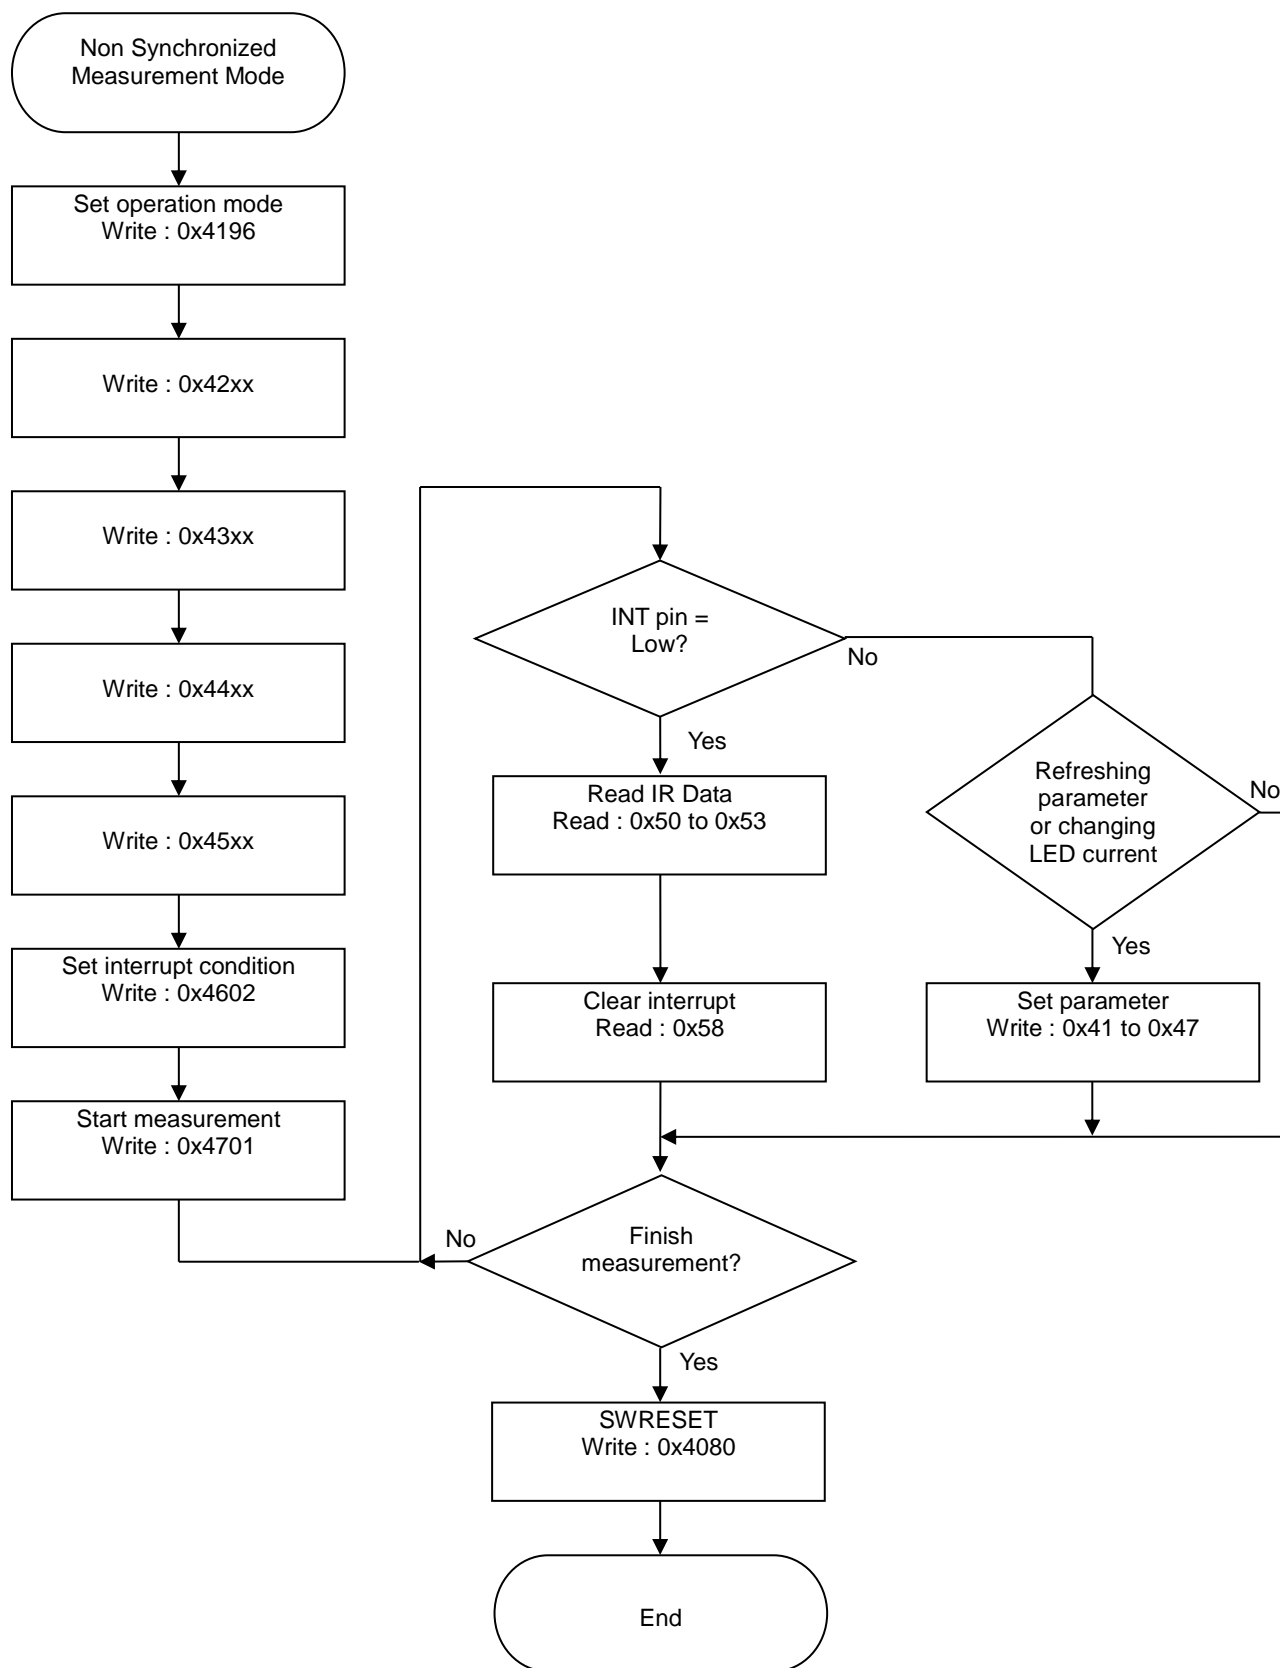 Non Synchronized
Measurement Mode
Set operation mode
Write : 0x4196
Write : 0x42xx
Write : 0x43xx
Write : 0x44xx
Write : 0x45xx
Set interrupt condition
Write : 0x4602
Start measurement
Write : 0x4701
INT pin =
Low?
No
Yes
Read IR Data
Read : 0x50 to 0x53
Clear interrupt
Read : 0x58
Refreshing
parameter
or changing
LED current
No
Yes
Set parameter
Write : 0x41 to 0x47
Finish
measurement?
No
Yes
SWRESET
Write : 0x4080
End